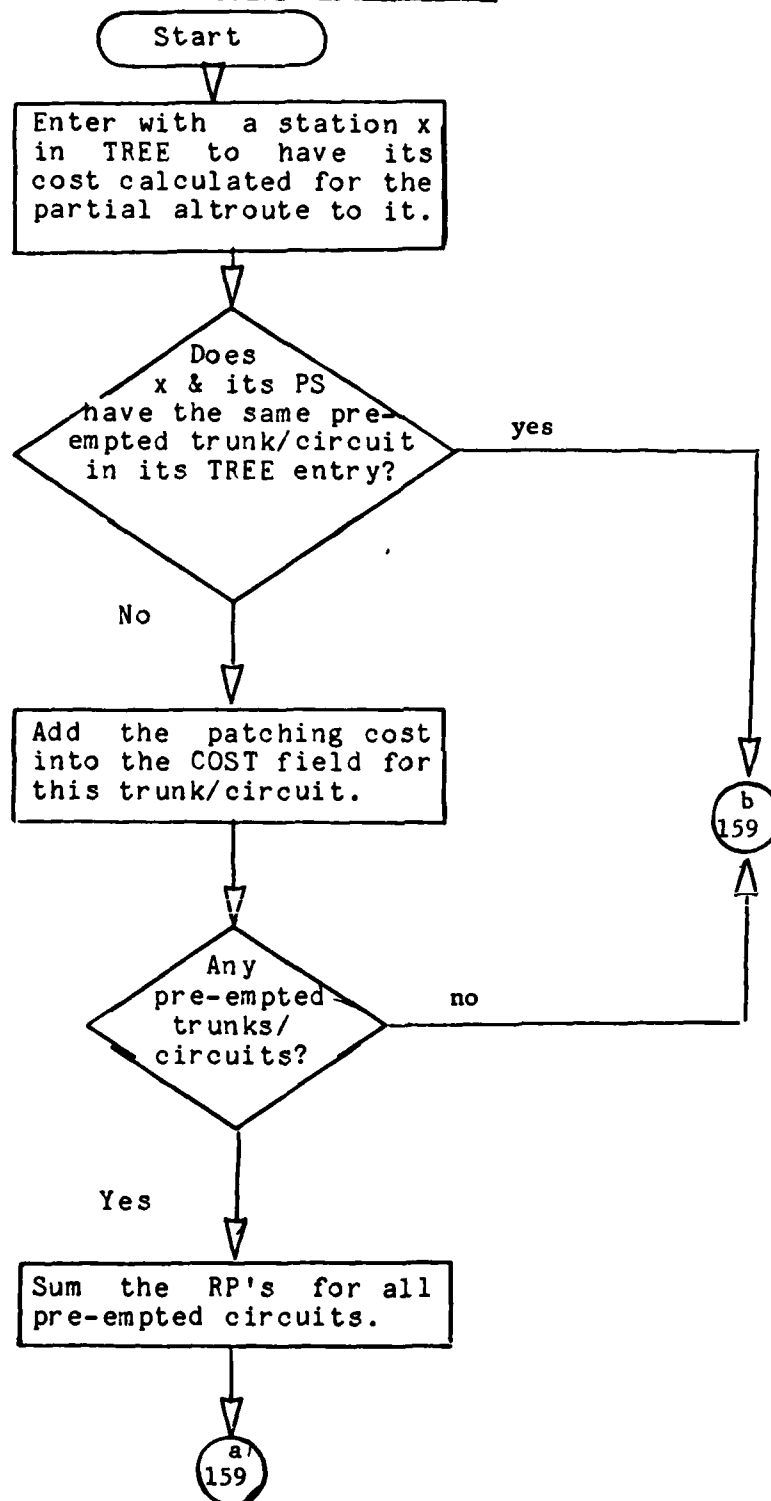 Start
Enter with a station x
in TREE to have its
cost calculated for the
partial altroute to it.
Does
x & its PS
have the same pre-
empted trunk/circuit
in its TREE entry?
yes
No
Add the patching cost
into the COST field for
this trunk/circuit.
b
159
Any
pre-empted
trunks/
circuits?
no
Yes
Sum the RP's for all
pre-empted circuits.
a
159